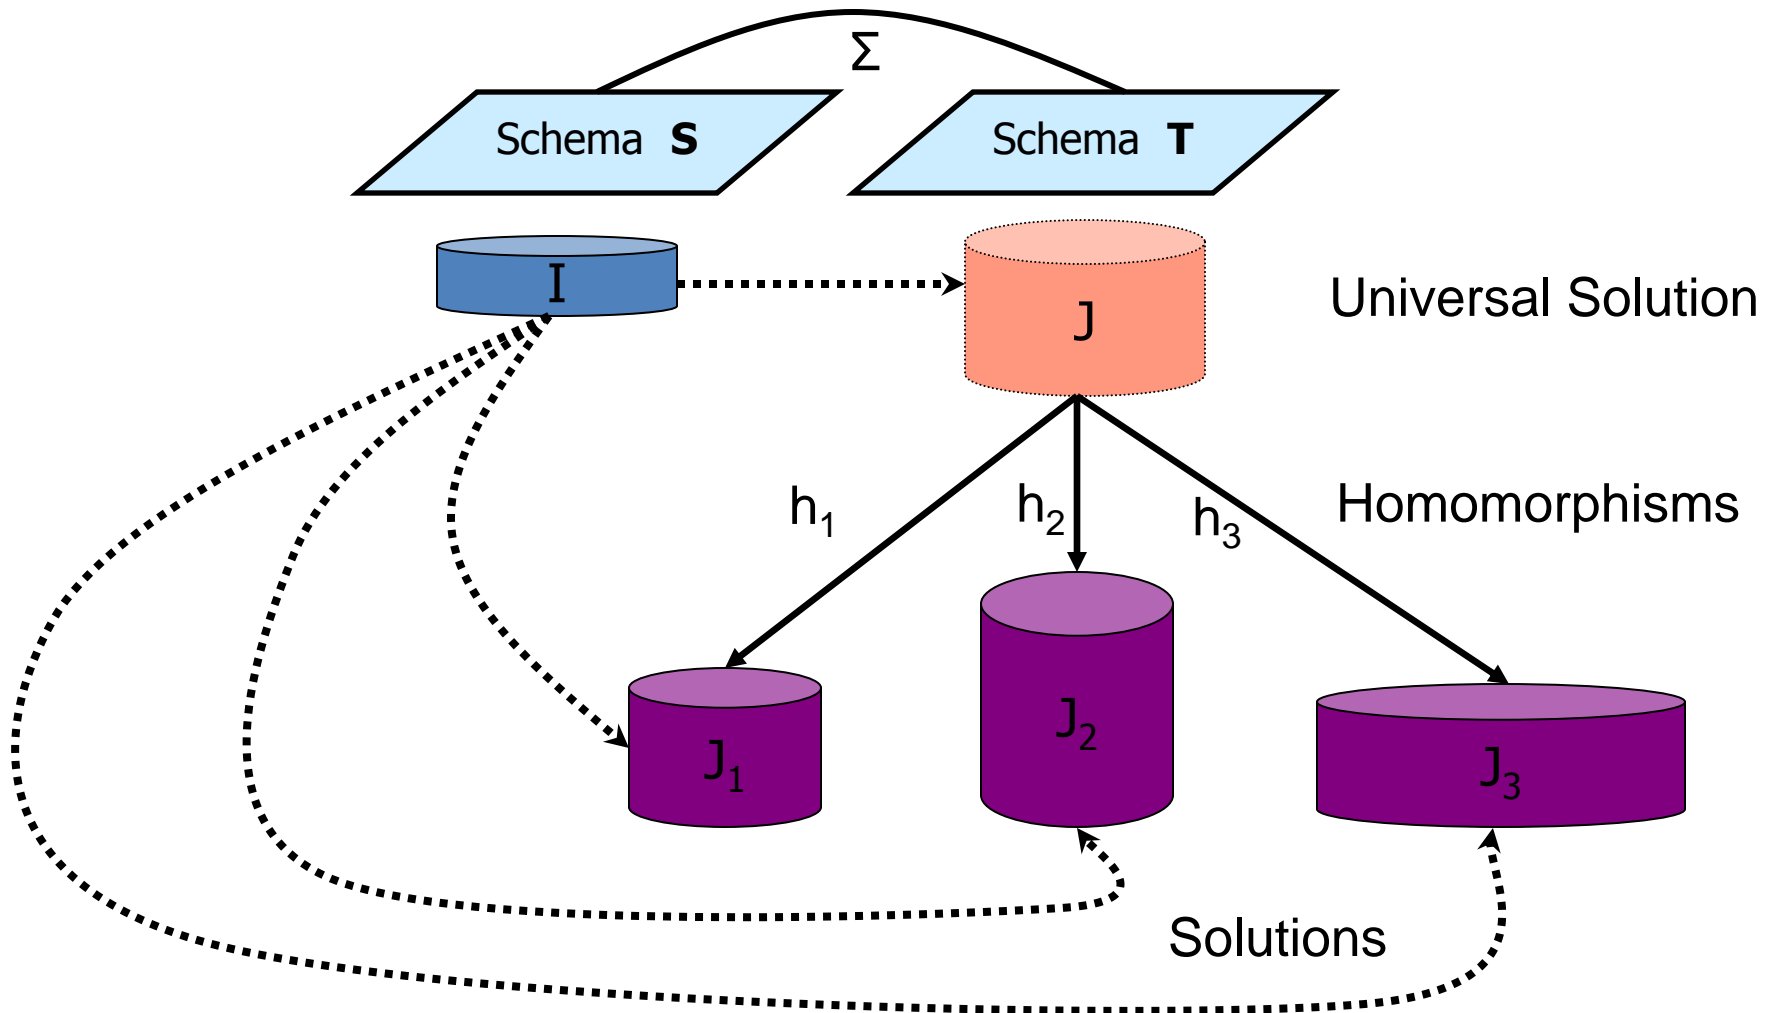 Σ
Schema S
Schema T
I
J
Universal Solution
h₁
h₂
h₃
Homomorphisms
J₁
J₂
J₃
Solutions